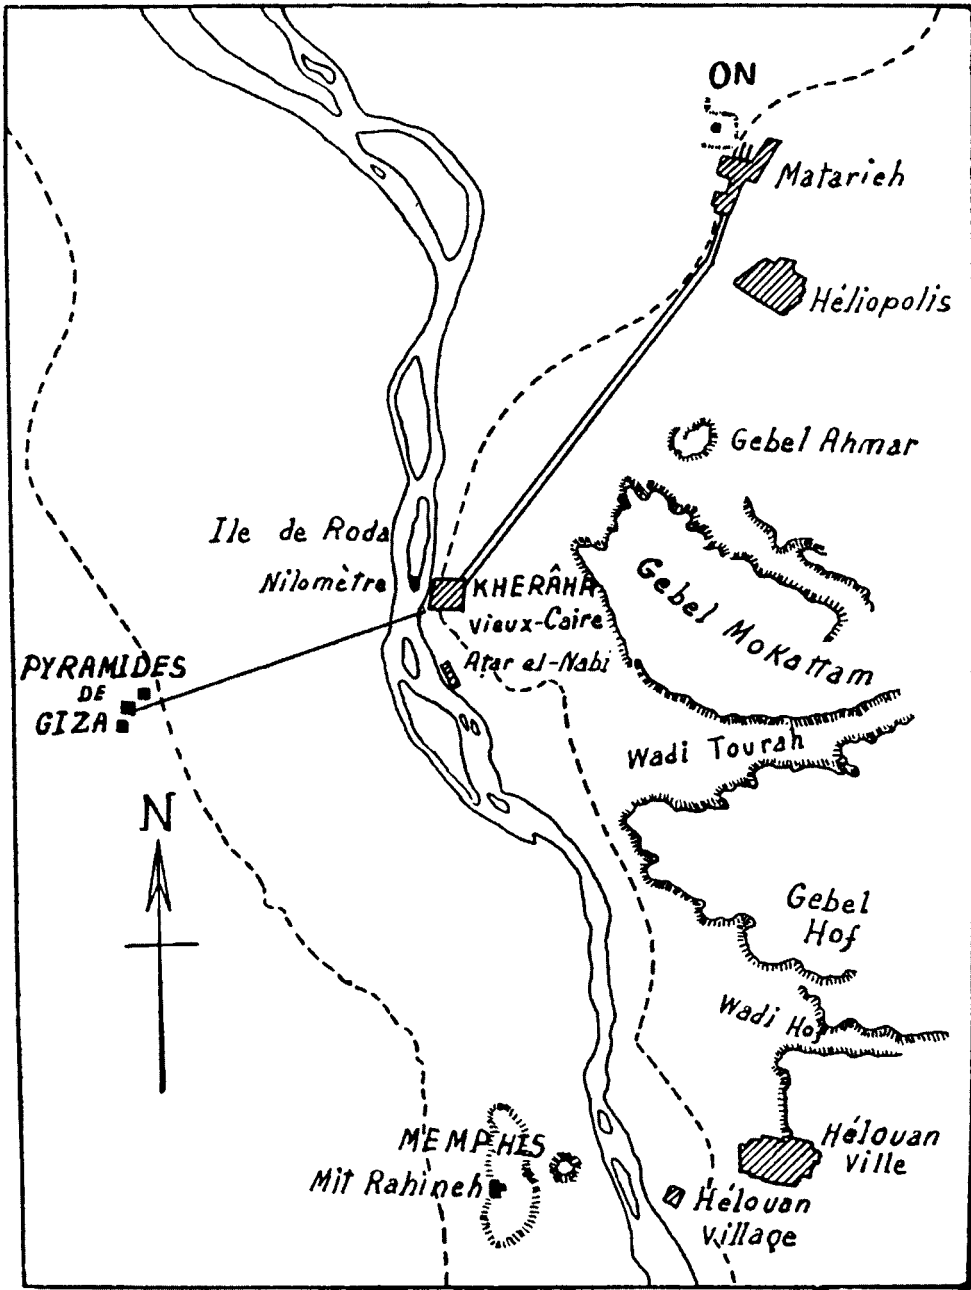 ON
Matarieh
Héliopolis
Gebel Ahmar
Ile de Roda
Nilomètre
KHERÂHA
vieux-Caire
Atar el-Nabi
Gebel Mokattam
PYRAMIDES
DE
GIZA
Wadi Tourah
N
Gebel
Hof
Wadi Hof
MEMPHIS
Mit Rahineh
Hélouan
ville
Hélouan
village